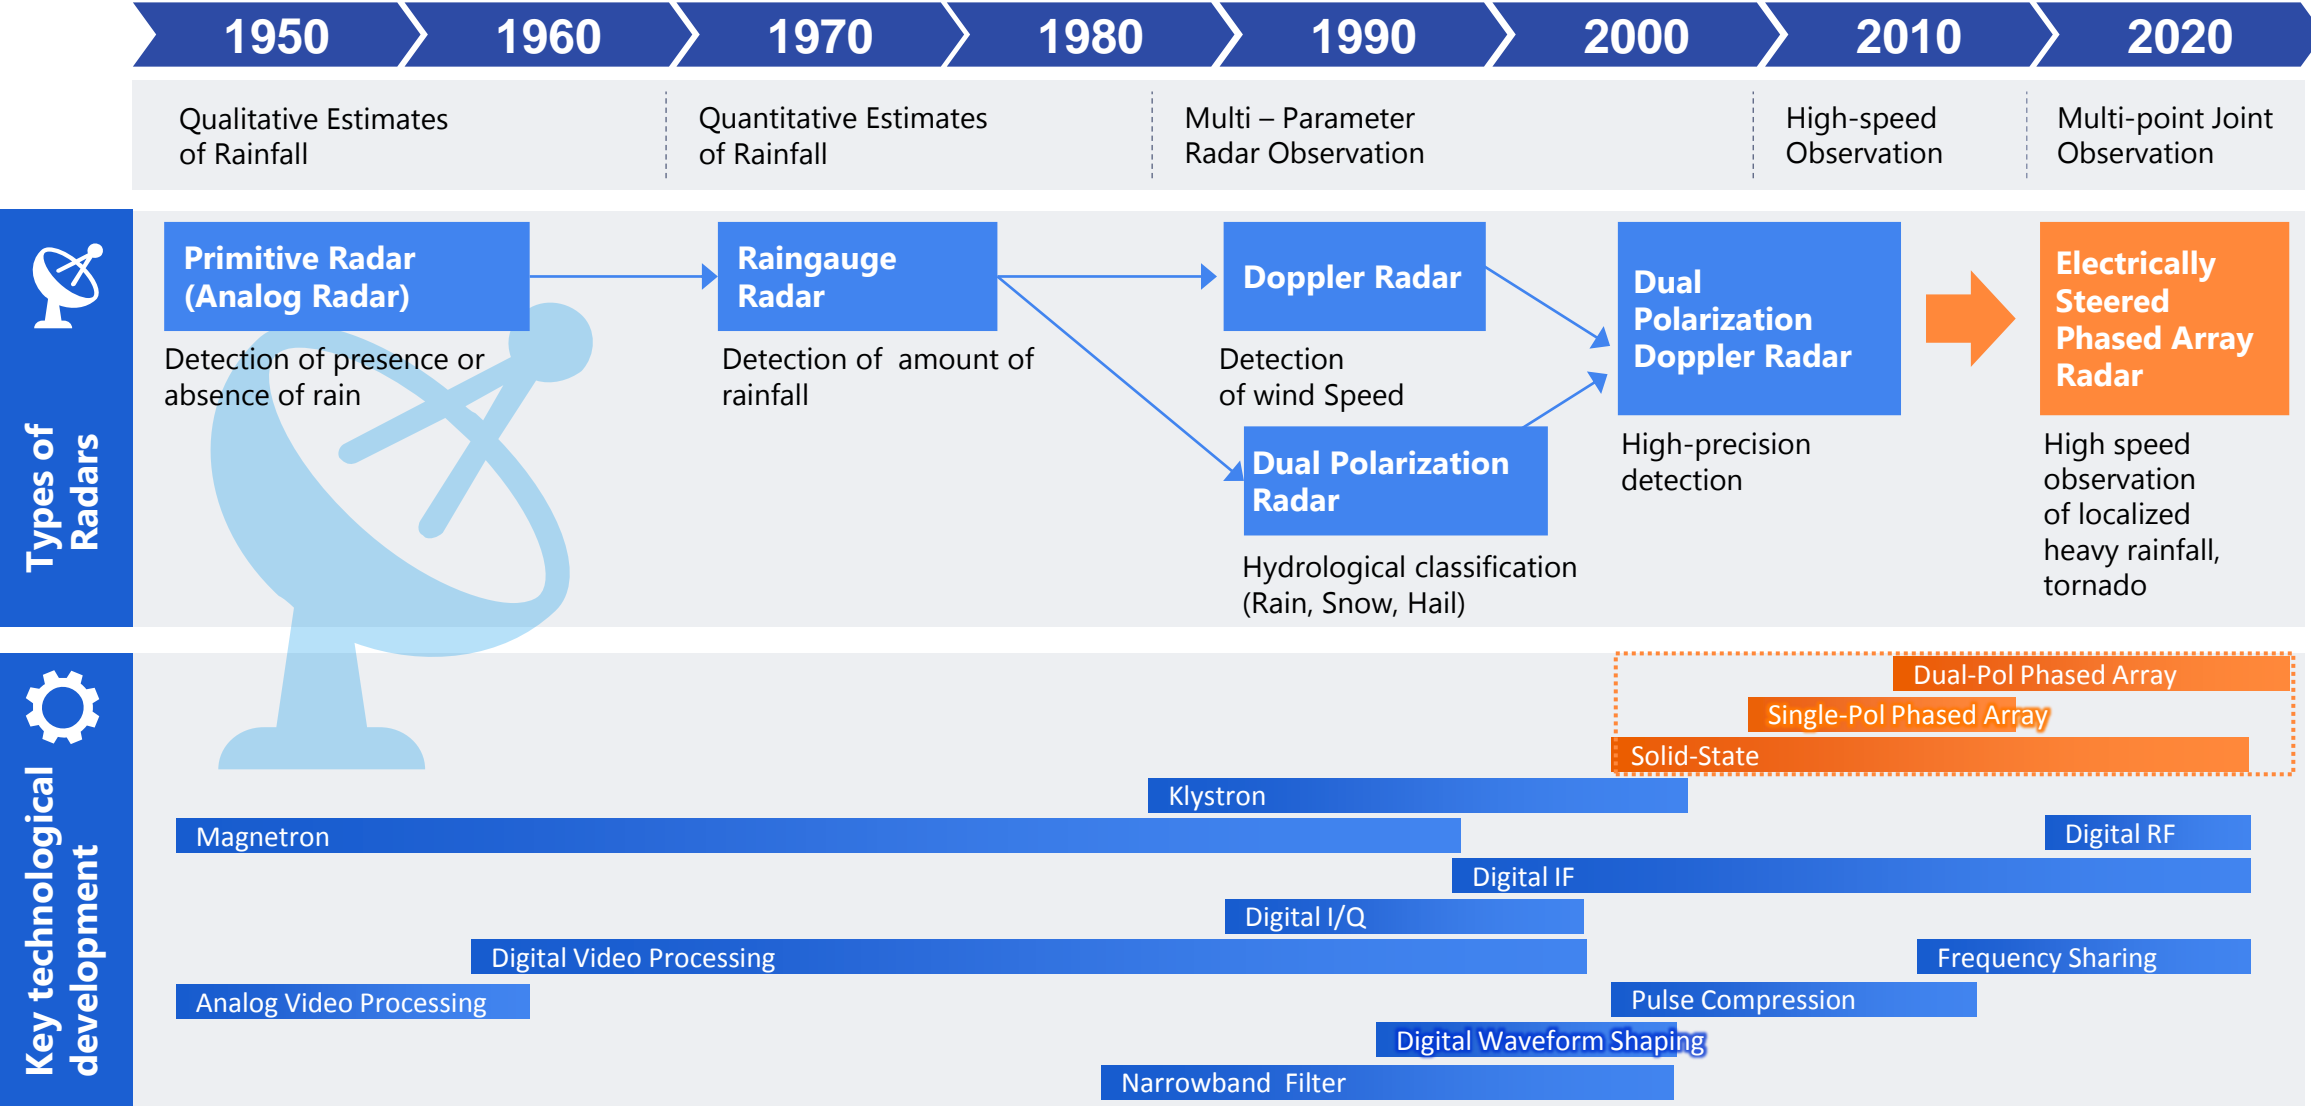 1950 1960 1970 1980 1990 2000 2010 2020
Qualitative Estimates
of Rainfall
Quantitative Estimates
of Rainfall
Multi – Parameter
Radar Observation
High-speed
Observation
Multi-point Joint
Observation
Types of
Radars
Primitive Radar
(Analog Radar)
Detection of presence or
absence of rain
Raingauge
Radar
Detection of amount of
rainfall
Doppler Radar
Detection
of wind Speed
Dual Polarization
Radar
Hydrological classification
(Rain, Snow, Hail)
Dual
Polarization
Doppler Radar
High-precision
detection
Electrically
Steered
Phased Array
Radar
High speed
observation
of localized
heavy rainfall,
tornado
Key technological
development
Dual-Pol Phased Array
Single-Pol Phased Array
Solid-State
Klystron
Magnetron
Digital RF
Digital IF
Digital I/Q
Digital Video Processing
Frequency Sharing
Analog Video Processing
Pulse Compression
Digital Waveform Shaping
Narrowband Filter